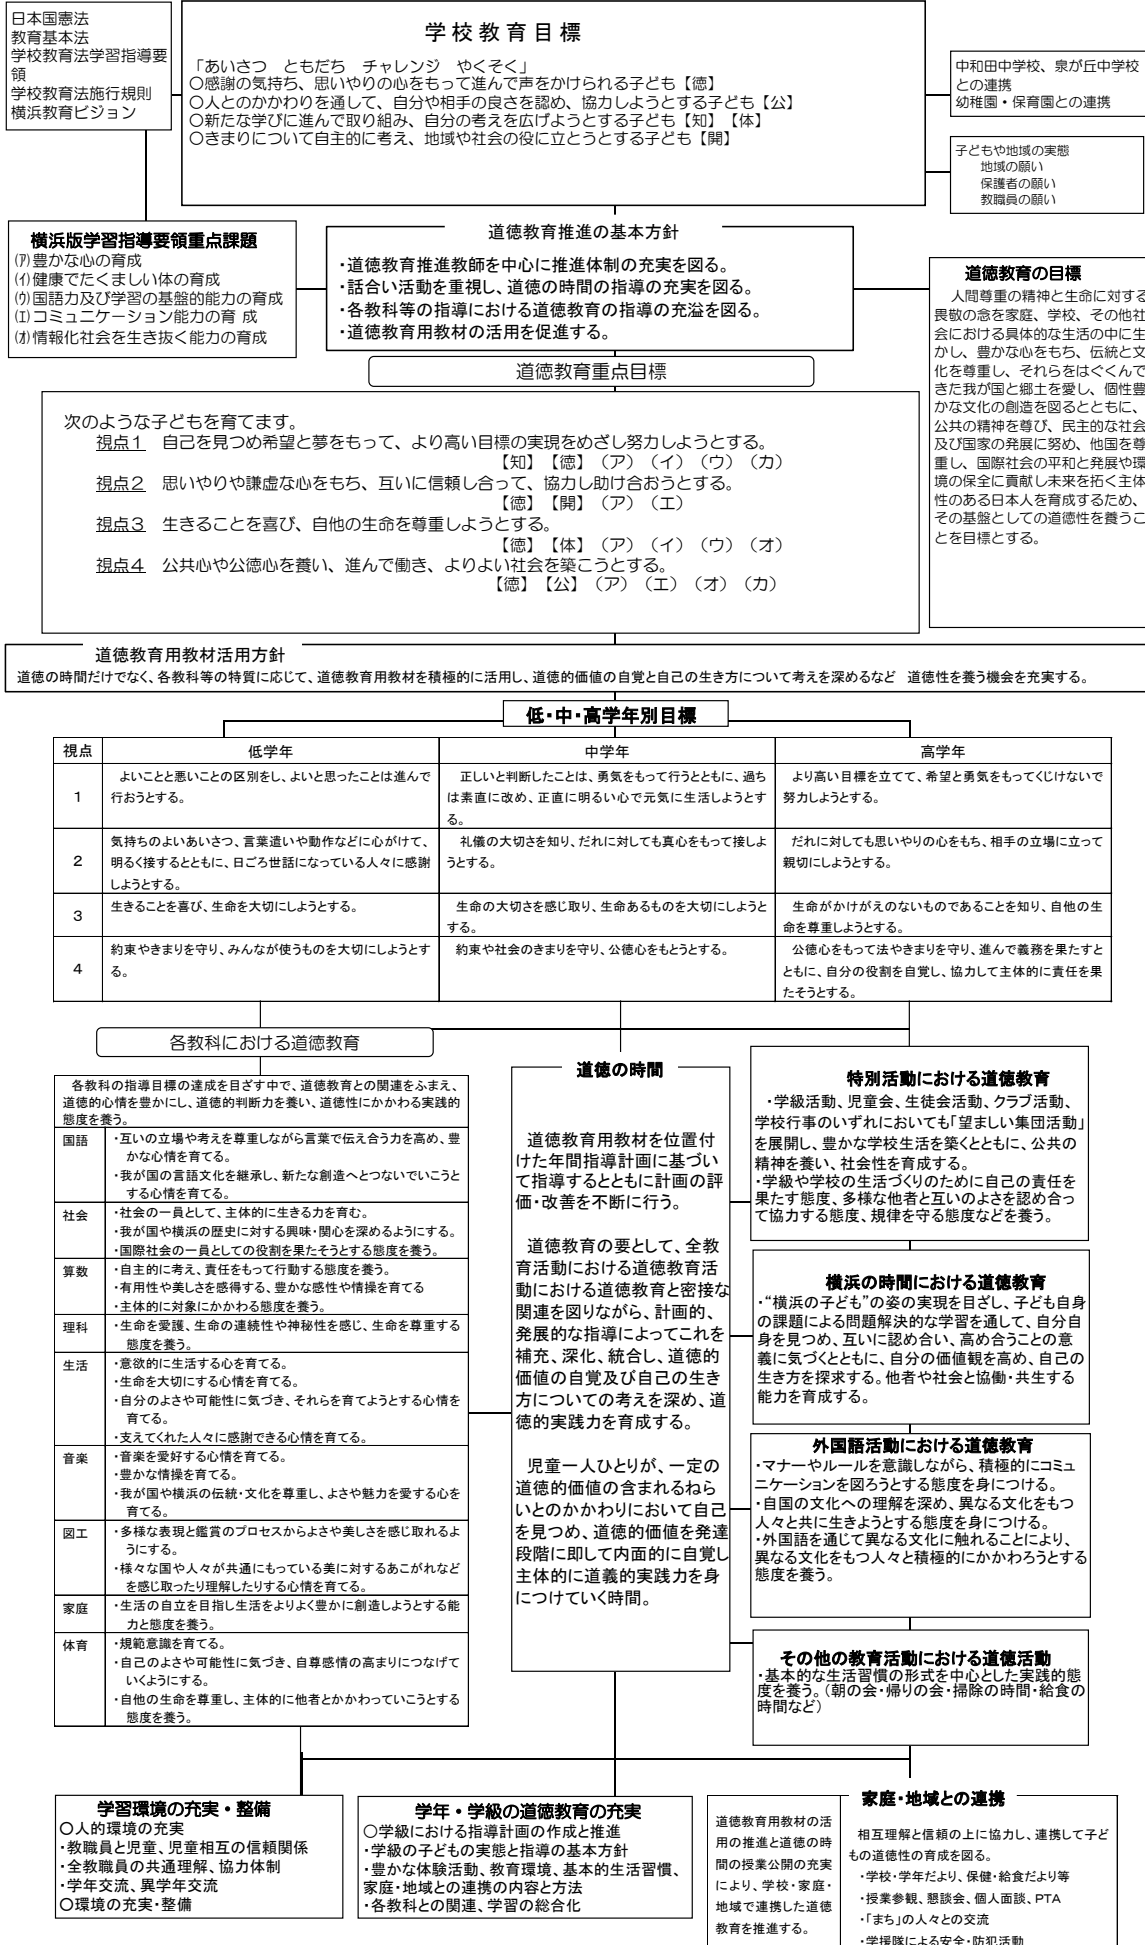 日本国憲法
教育基本法
学校教育法学習指導要
領
学校教育法施行規則
横浜教育ビジョン
学校教育目標
「あいさつ　ともだち　チャレンジ　やくそく」
○感謝の気持ち、思いやりの心をもって進んで声をかけられる子ども【徳】
○人とのかかわりを通して、自分や相手の良さを認め、協力しようとする子ども【公】
○新たな学びに進んで取り組み、自分の考えを広げようとする子ども【知】【体】
○きまりについて自主的に考え、地域や社会の役に立とうとする子ども【開】
中和田中学校、泉が丘中学校
との連携
幼稚園・保育園との連携
子どもや地域の実態
地域の願い
保護者の願い
教職員の願い
横浜版学習指導要領重点課題
(ア)豊かな心の育成
(イ)健康でたくましい体の育成
(ウ)国語力及び学習の基盤的能力の育成
(エ)コミュニケーション能力の育 成
(オ)情報化社会を生き抜く能力の育成
道徳教育推進の基本方針
・道徳教育推進教師を中心に推進体制の充実を図る。
・話合い活動を重視し、道徳の時間の指導の充実を図る。
・各教科等の指導における道徳教育の指導の充溢を図る。
・道徳教育用教材の活用を促進する。
道徳教育の目標
人間尊重の精神と生命に対する
畏敬の念を家庭、学校、その他社
会における具体的な生活の中に生
かし、豊かな心をもち、伝統と文
化を尊重し、それらをはぐくんで
きた我が国と郷土を愛し、個性豊
かな文化の創造を図るとともに、
公共の精神を尊び、民主的な社会
及び国家の発展に努め、他国を尊
重し、国際社会の平和と発展や環
境の保全に貢献し未来を拓く主体
性のある日本人を育成するため、
その基盤としての道徳性を養うこ
とを目標とする。
道徳教育重点目標
次のような子どもを育てます。
視点１　自己を見つめ希望と夢をもって、より高い目標の実現をめざし努力しようとする。
【知】【徳】（ア）（イ）（ウ）（カ）
視点２　思いやりや謙虚な心をもち、互いに信頼し合って、協力し助け合おうとする。
【徳】【開】（ア）（エ）
視点３　生きることを喜び、自他の生命を尊重しようとする。
【徳】【体】（ア）（イ）（ウ）（オ）
視点４　公共心や公徳心を養い、進んで働き、よりよい社会を築こうとする。
【徳】【公】（ア）（エ）（オ）（カ）
道徳教育用教材活用方針
道徳の時間だけでなく、各教科等の特質に応じて、道徳教育用教材を積極的に活用し、道徳的価値の自覚と自己の生き方について考えを深めるなど　道徳性を養う機会を充実する。
低・中・高学年別目標
視点　低学年　中学年　高学年
1
よいことと悪いことの区別をし、よいと思ったことは進んで
行おうとする。
正しいと判断したことは、勇気をもって行うとともに、過ち
は素直に改め、正直に明るい心で元気に生活しようとす
る。
より高い目標を立てて、希望と勇気をもってくじけないで
努力しようとする。
2
気持ちのよいあいさつ、言葉遣いや動作などに心がけて、
明るく接するとともに、日ごろ世話になっている人々に感謝
しようとする。
礼儀の大切さを知り、だれに対しても真心をもって接しよ
うとする。
だれに対しても思いやりの心をもち、相手の立場に立って
親切にしようとする。
3
生きることを喜び、生命を大切にしようとする。
生命の大切さを感じ取り、生命あるものを大切にしようと
する。
生命がかけがえのないものであることを知り、自他の生
命を尊重しようとする。
4
約束やきまりを守り、みんなが使うものを大切にしようとす
る。
約束や社会のきまりを守り、公徳心をもとうとする。
公徳心をもって法やきまりを守り、進んで義務を果たすと
ともに、自分の役割を自覚し、協力して主体的に責任を果
たそうとする。
各教科における道徳教育
各教科の指導目標の達成を目ざす中で、道徳教育との関連をふまえ、
道徳的心情を豊かにし、道徳的判断力を養い、道徳性にかかわる実践的
態度を養う。
国語
・互いの立場や考えを尊重しながら言葉で伝え合う力を高め、豊
かな心情を育てる。
・我が国の言語文化を継承し、新たな創造へとつないでいこうと
する心情を育てる。
社会
・社会の一員として、主体的に生きる力を育む。
・我が国や横浜の歴史に対する興味・関心を深めるようにする。
・国際社会の一員としての役割を果たそうとする態度を養う。
算数
・自主的に考え、責任をもって行動する態度を養う。
・有用性や美しさを感得する、豊かな感性や情操を育てる
・主体的に対象にかかわる態度を養う。
理科
・生命を愛護、生命の連続性や神秘性を感じ、生命を尊重する
態度を養う。
生活
・意欲的に生活する心を育てる。
・生命を大切にする心情を育てる。
・自分のよさや可能性に気づき、それらを育てようとする心情を
育てる。
・支えてくれた人々に感謝できる心情を育てる。
音楽
・音楽を愛好する心情を育てる。
・豊かな情操を育てる。
・我が国や横浜の伝統・文化を尊重し、よさや魅力を愛する心を
育てる。
図工
・多様な表現と鑑賞のプロセスからよさや美しさを感じ取れるよ
うにする。
・様々な国や人々が共通にもっている美に対するあこがれなど
を感じ取ったり理解したりする心情を育てる。
家庭
・生活の自立を目指し生活をよりよく豊かに創造しようとする能
力と態度を養う。
体育
・規範意識を育てる。
・自己のよさや可能性に気づき、自尊感情の高まりにつなげて
いくようにする。
・自他の生命を尊重し、主体的に他者とかかわっていこうとする
態度を養う。
道徳の時間
道徳教育用教材を位置付
けた年間指導計画に基づい
て指導するとともに計画の評
価・改善を不断に行う。
道徳教育の要として、全教
育活動における道徳教育活
動における道徳教育と密接な
関連を図りながら、計画的、
発展的な指導によってこれを
補充、深化、統合し、道徳的
価値の自覚及び自己の生き
方についての考えを深め、道
徳的実践力を育成する。
児童一人ひとりが、一定の
道徳的価値の含まれるねら
いとのかかわりにおいて自己
を見つめ、道徳的価値を発達
段階に即して内面的に自覚し
主体的に道義的実践力を身
につけていく時間。
特別活動における道徳教育
・学級活動、児童会、生徒会活動、クラブ活動、
学校行事のいずれにおいても「望ましい集団活動」
を展開し、豊かな学校生活を築くとともに、公共の
精神を養い、社会性を育成する。
・学級や学校の生活づくりのために自己の責任を
果たす態度、多様な他者と互いのよさを認め合っ
て協力する態度、規律を守る態度などを養う。
横浜の時間における道徳教育
・“横浜の子ども”の姿の実現を目ざし、子ども自身
の課題による問題解決的な学習を通して、自分自
身を見つめ、互いに認め合い、高め合うことの意
義に気づくとともに、自分の価値観を高め、自己の
生き方を探求する。他者や社会と協働・共生する
能力を育成する。
外国語活動における道徳教育
・マナーやルールを意識しながら、積極的にコミュ
ニケーションを図ろうとする態度を身につける。
・自国の文化への理解を深め、異なる文化をもつ
人々と共に生きようとする態度を身につける。
・外国語を通じて異なる文化に触れることにより、
異なる文化をもつ人々と積極的にかかわろうとする
態度を養う。
その他の教育活動における道徳活動
・基本的な生活習慣の形式を中心とした実践的態
度を養う。（朝の会・帰りの会・掃除の時間・給食の
時間など）
学習環境の充実・整備
○人的環境の充実
・教職員と児童、児童相互の信頼関係
・全教職員の共通理解、協力体制
・学年交流、異学年交流
○環境の充実・整備
学年・学級の道徳教育の充実
○学級における指導計画の作成と推進
・学級の子どもの実態と指導の基本方針
・豊かな体験活動、教育環境、基本的生活習慣、
家庭・地域との連携の内容と方法
・各教科との関連、学習の総合化
道徳教育用教材の活
用の推進と道徳の時
間の授業公開の充実
により、学校・家庭・
地域で連携した道徳
教育を推進する。
家庭・地域との連携
相互理解と信頼の上に協力し、連携して子ど
もの道徳性の育成を図る。
・学校・学年だより、保健・給食だより等
・授業参観、懇談会、個人面談、PTA
・「まち」の人々との交流
・学援隊による安全・防犯活動